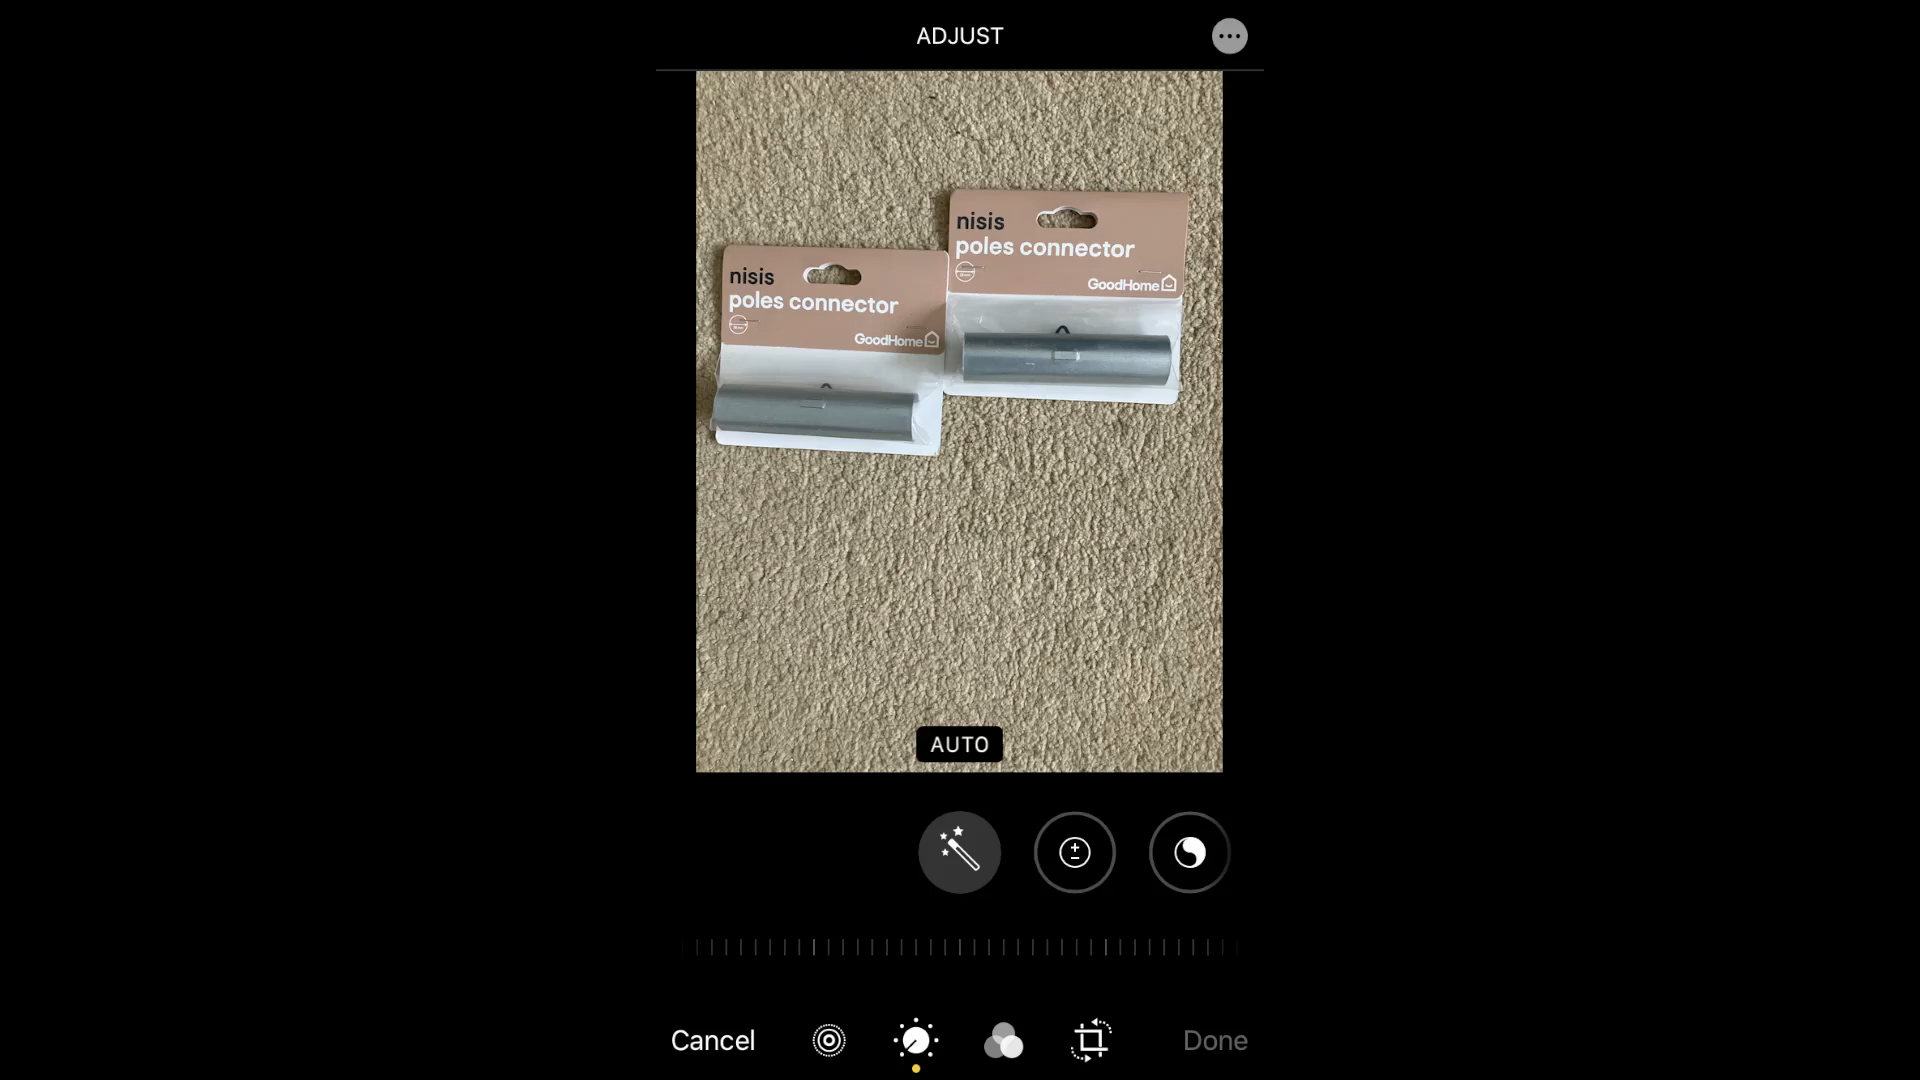 ADJUST
nisis
poles connector
GoodHome
nisis
poles connector
GoodHome
AUTO
Cancel
Done